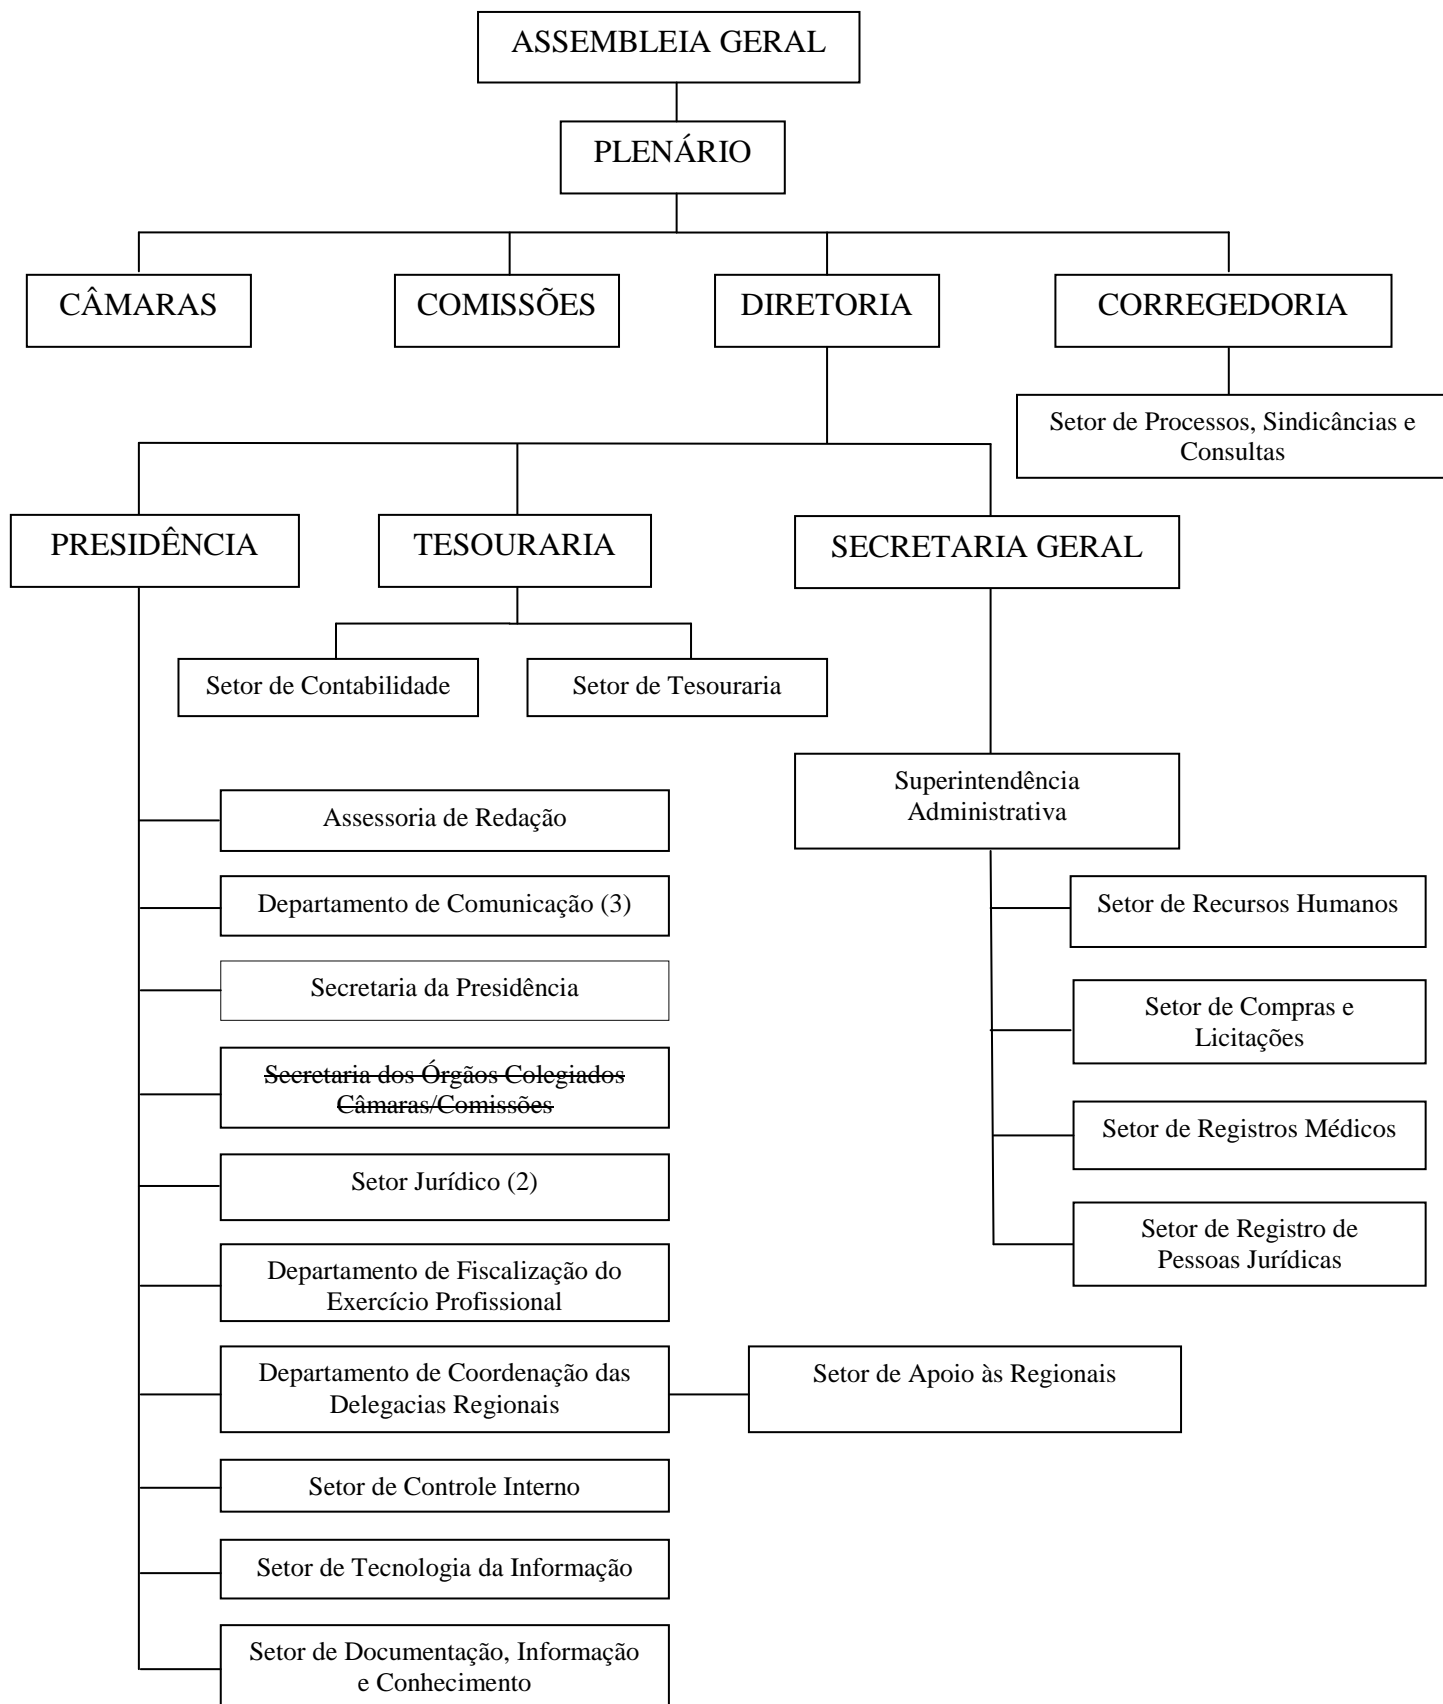 ASSEMBLEIA GERAL
PLENÁRIO
CÂMARAS
COMISSÕES
DIRETORIA
CORREGEDORIA
Setor de Processos, Sindicâncias e
Consultas
PRESIDÊNCIA
TESOURARIA
SECRETARIA GERAL
Setor de Contabilidade
Setor de Tesouraria
Superintendência
Administrativa
Assessoria de Redação
Departamento de Comunicação (3)
Secretaria da Presidência
Secretaria dos Órgãos Colegiados
Câmaras/Comissões
Setor Jurídico (2)
Departamento de Fiscalização do
Exercício Profissional
Departamento de Coordenação das
Delegacias Regionais
Setor de Apoio às Regionais
Setor de Controle Interno
Setor de Tecnologia da Informação
Setor de Documentação, Informação
e Conhecimento
Setor de Recursos Humanos
Setor de Compras e
Licitações
Setor de Registros Médicos
Setor de Registro de
Pessoas Jurídicas